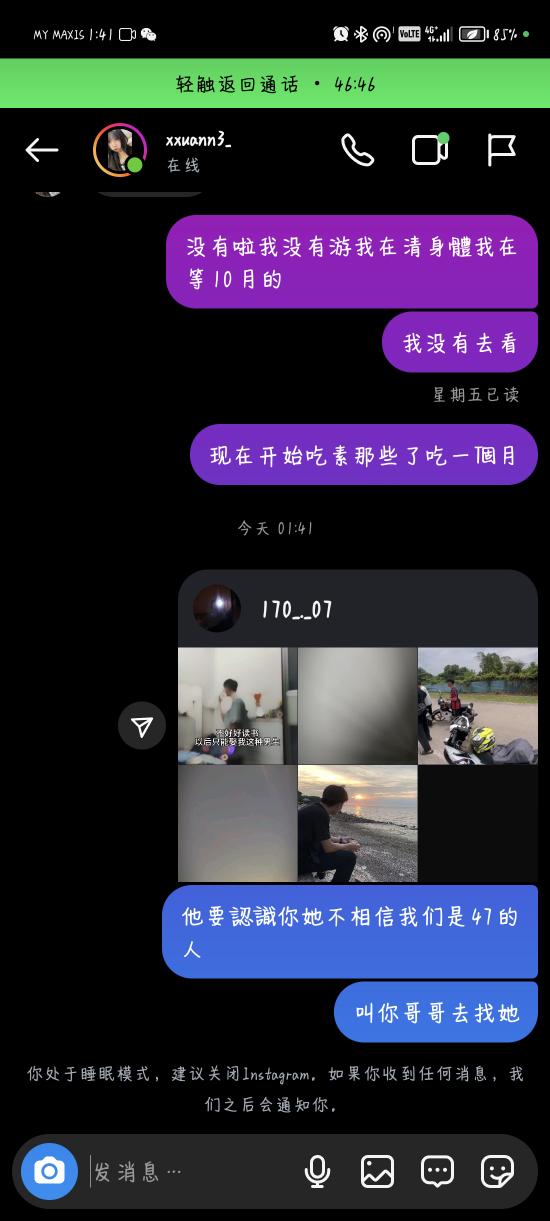 MY MAXIS 1:41
VoLTE 4G 85%
轻触返回通话 • 46:46
xxuann3_
在线
没有啦我没有游我在清身體我在
等10月的
我没有去看
星期五已读
现在开始吃素那些了吃一個月
今天 01:41
170_._07
不好好读书
以后只能娶我这种男生
他要認識你她不相信我们是47的
人
叫你哥哥去找她
你处于睡眠模式，建议关闭Instagram。如果你收到任何消息，我
们之后会通知你。
发消息…